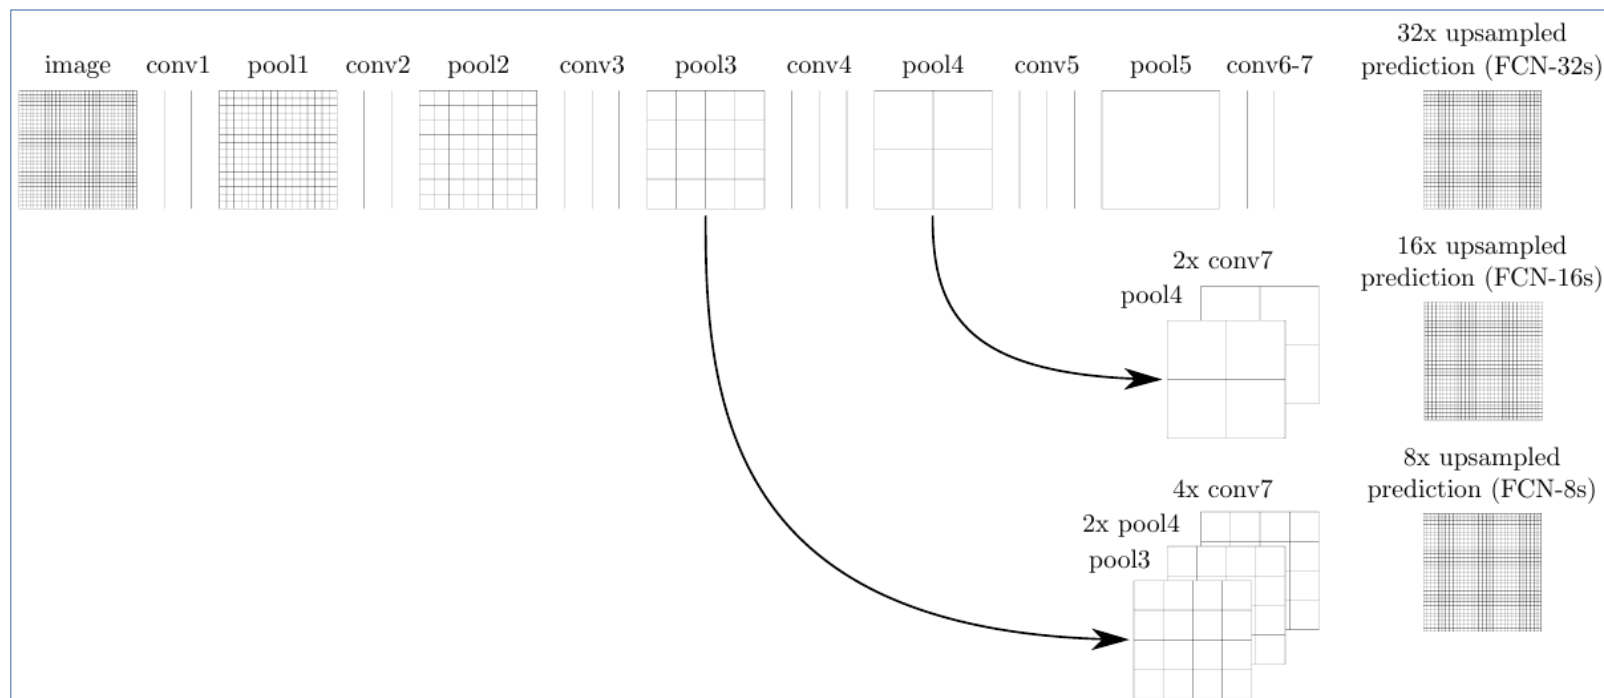 image conv1 pool1 conv2 pool2 conv3 pool3 conv4 pool4 conv5 pool5 conv6-7
32x upsampled
prediction (FCN-32s)
16x upsampled
prediction (FCN-16s)
2x conv7
pool4
8x upsampled
prediction (FCN-8s)
4x conv7
2x pool4
pool3